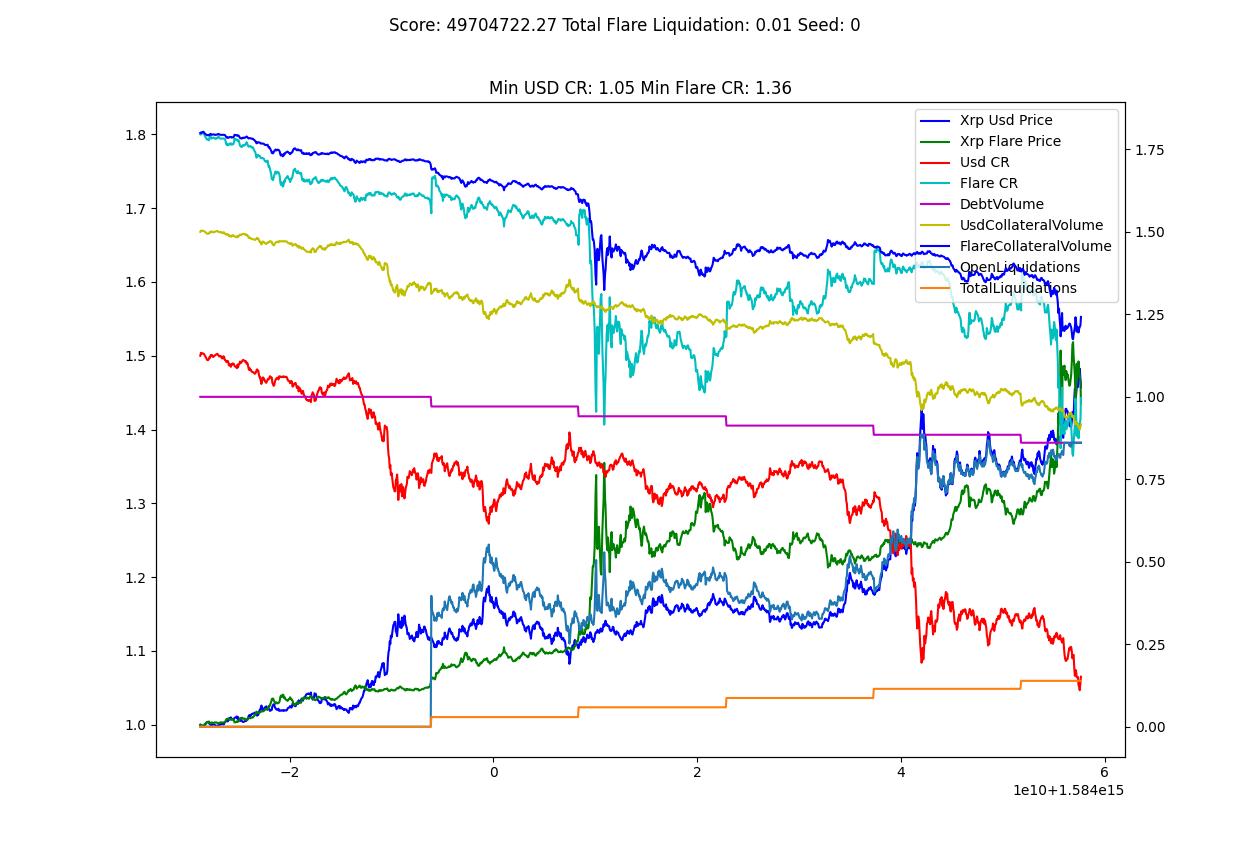 Score: 49704722.27 Total Flare Liquidation: 0.01 Seed: 0
Min USD CR: 1.05 Min Flare CR: 1.36
Xrp Usd Price
Xrp Flare Price
Usd CR
Flare CR
DebtVolume
UsdCollateralVolume
FlareCollateralVolume
OpenLiquidations
TotalLiquidations
1.8
1.7
1.6
1.5
1.4
1.3
1.2
1.1
1.0
1.75
1.50
1.25
1.00
0.75
0.50
0.25
0.00
−2 0 2 4 6
1e10+1.584e15